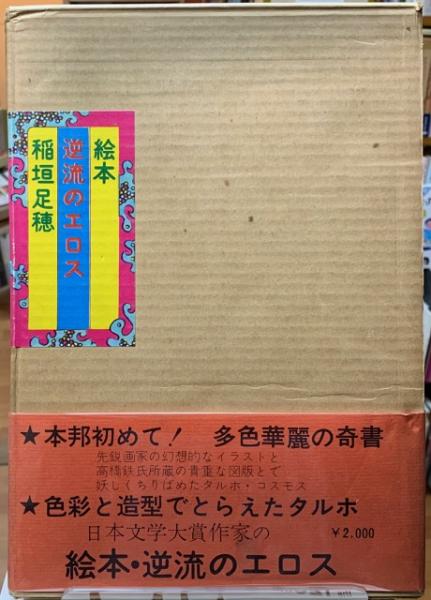 絵本
逆流のエロス
稲垣足穂
★本邦初めて! 多色華麗の奇書
先鋭画家の幻想的なイラストと
高橋鉄氏所蔵の貴重な図版とで
妖しくちりばめたタルホ・コスモス
★色彩と造型でとらえたタルホ
日本文学大賞作家の ¥2,000
絵本・逆流のエロス